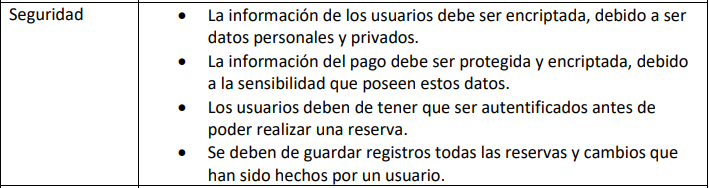 Seguridad
• La información de los usuarios debe ser encriptada, debido a ser
datos personales y privados.
• La información del pago debe ser protegida y encriptada, debido
a la sensibilidad que poseen estos datos.
• Los usuarios deben de tener que ser autentificados antes de
poder realizar una reserva.
• Se deben de guardar registros todas las reservas y cambios que
han sido hechos por un usuario.